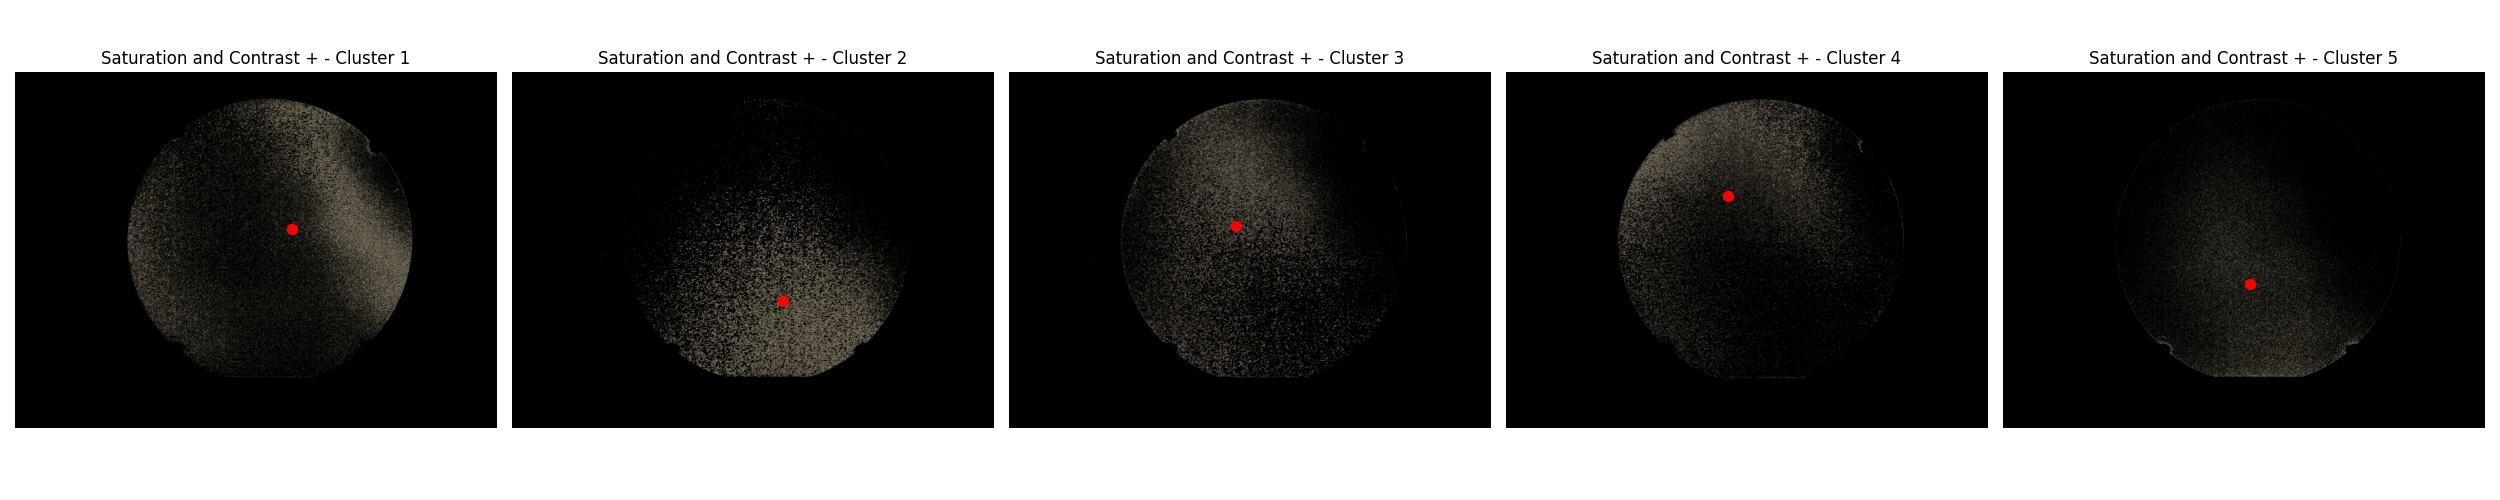 Saturation and Contrast + - Cluster 1
Saturation and Contrast + - Cluster 2
Saturation and Contrast + - Cluster 3
Saturation and Contrast + - Cluster 4
Saturation and Contrast + - Cluster 5